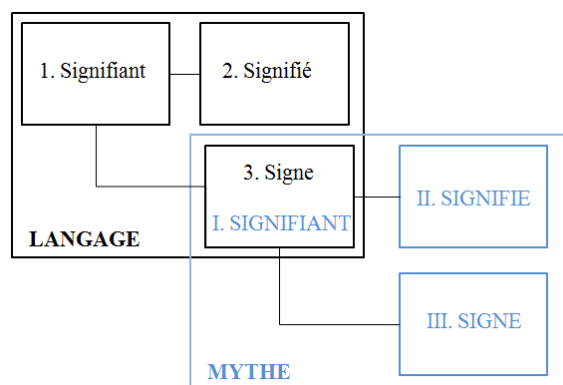 1. Signifiant
2. Signifié
3. Signe
I. SIGNIFIANT
II. SIGNIFIE
LANGAGE
III. SIGNE
MYTHE